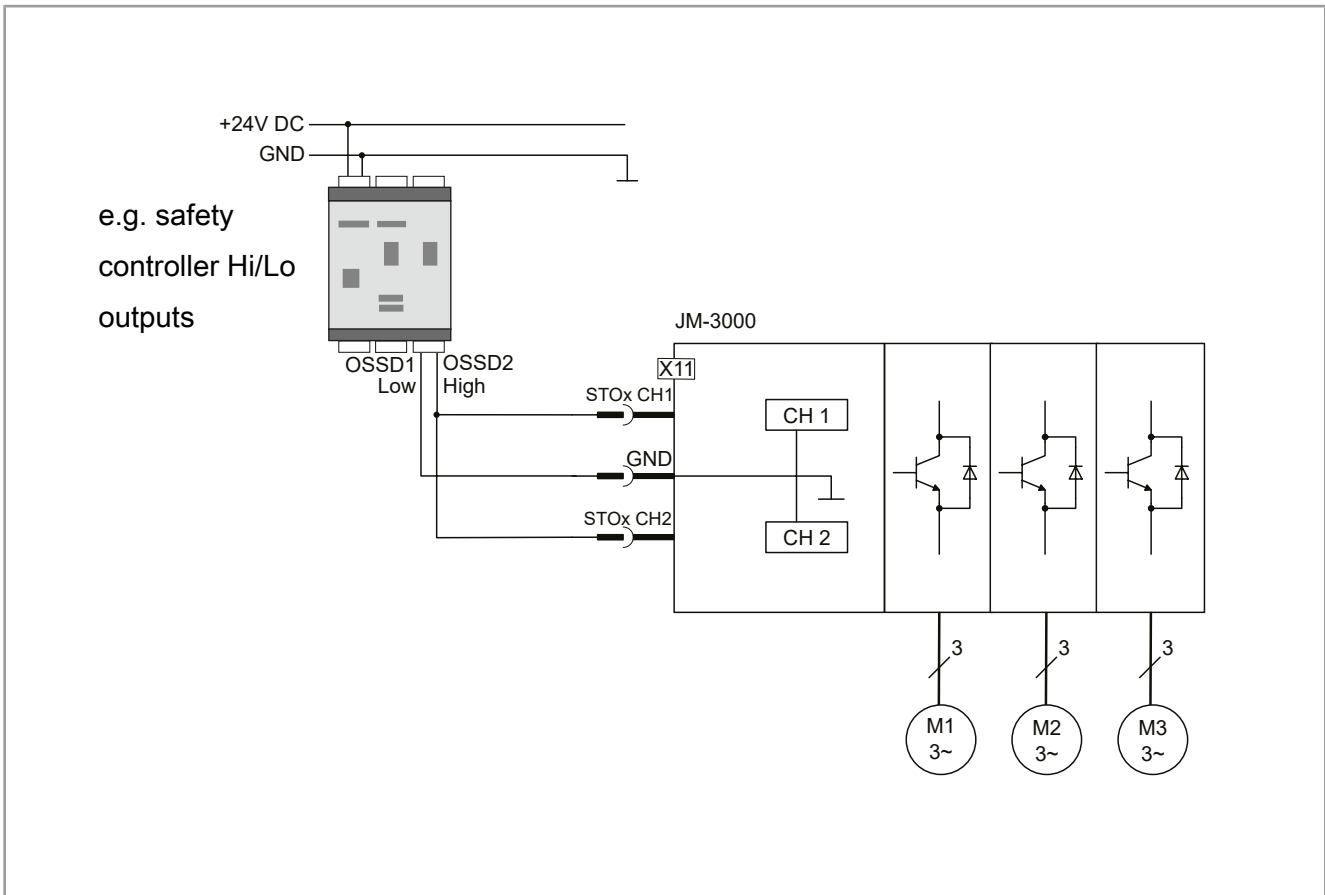 +24V DC
GND
e.g. safety
controller Hi/Lo
outputs
OSSD1
Low
OSSD2
High
JM-3000
X11
STOx CH1
GND
STOx CH2
CH 1
CH 2
3
3
3
M1
3~
M2
3~
M3
3~